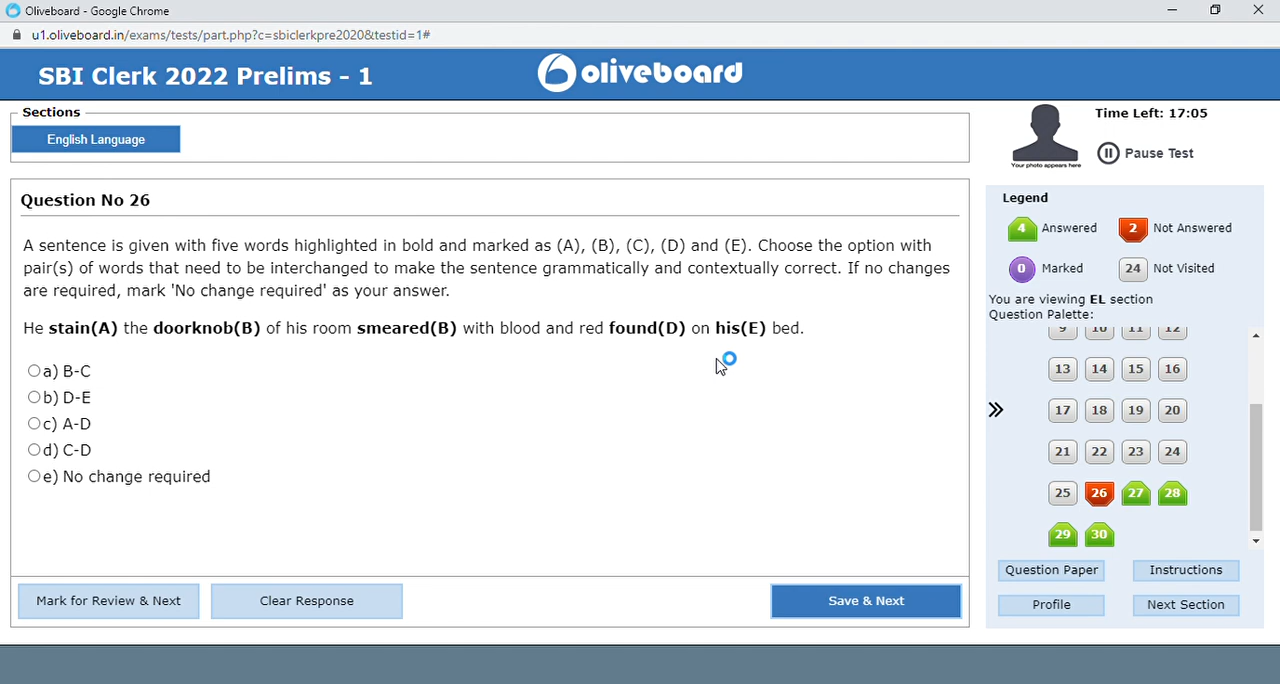 Oliveboard - Google Chrome
u1.oliveboard.in/exams/tests/part.php?c=sbiclerkpre2020&testid=1#
SBI Clerk 2022 Prelims - 1
oliveboard
Sections
English Language
Your photo appears here
Time Left: 17:05
Pause Test
Question No 26
A sentence is given with five words highlighted in bold and marked as (A), (B), (C), (D) and (E). Choose the option with
pair(s) of words that need to be interchanged to make the sentence grammatically and contextually correct. If no changes
are required, mark 'No change required' as your answer.
He stain(A) the doorknob(B) of his room smeared(B) with blood and red found(D) on his(E) bed.
a) B-C
b) D-E
c) A-D
d) C-D
e) No change required
Mark for Review & Next
Clear Response
Save & Next
Legend
4 Answered
2 Not Answered
0 Marked
24 Not Visited
You are viewing EL section
Question Palette:
9 10 11 12
13 14 15 16
17 18 19 20
21 22 23 24
25 26 27 28
29 30
Question Paper
Instructions
Profile
Next Section